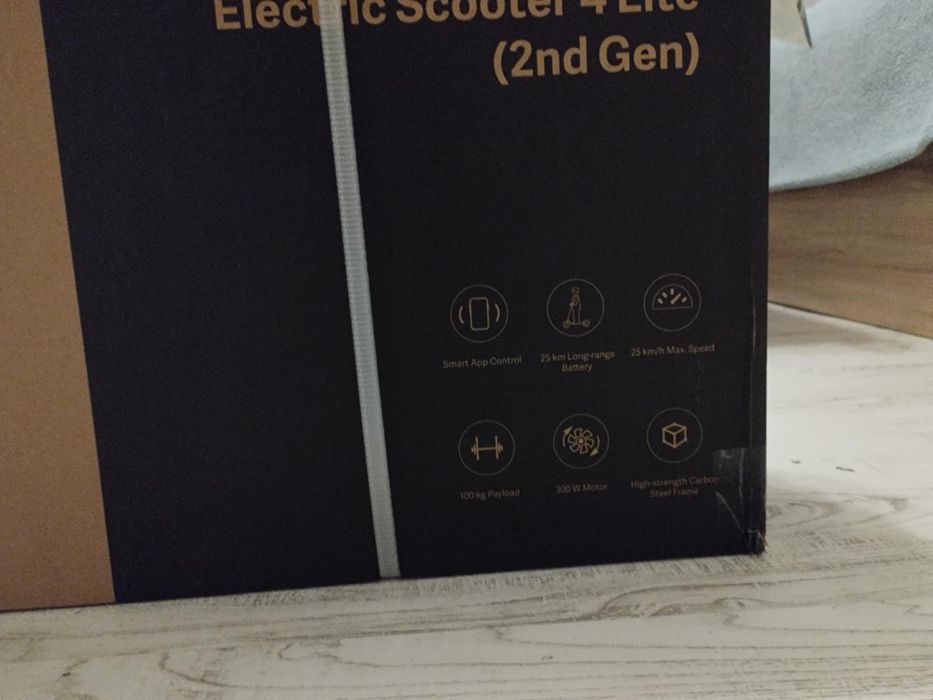 Electric Scooter 4 Lite
(2nd Gen)
Smart App Control
25 km Long-range
Battery
25 km/h Max. Speed
100 kg Payload
300 W Motor
High-strength Carbon
Steel Frame